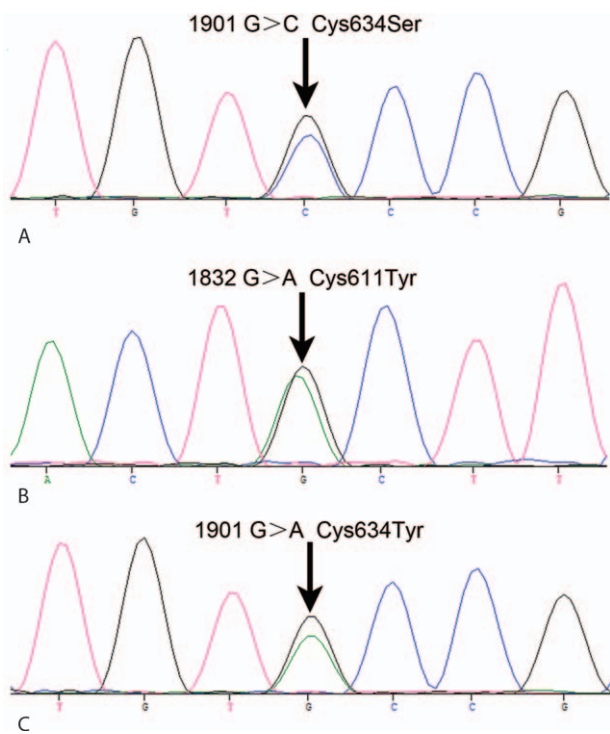 1901 G>C Cys634Ser
T G T C C C G
A
1832 G>A Cys611Tyr
A C T G C T T
B
1901 G>A Cys634Tyr
T G T G C C G
C